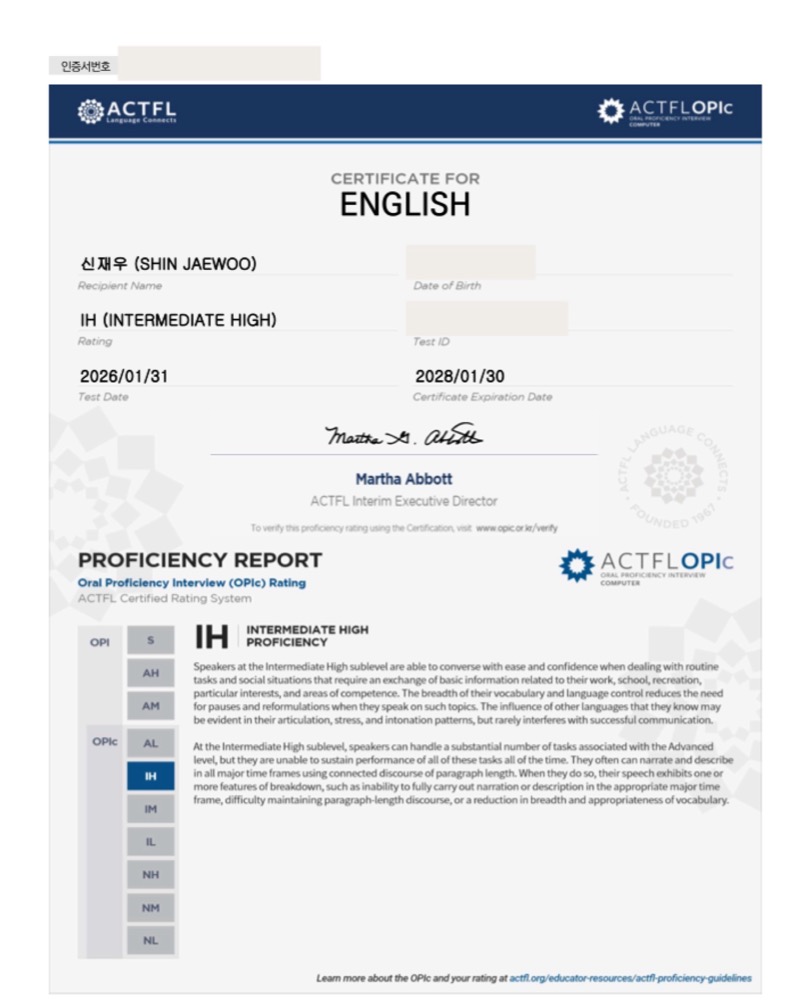 인증서번호
ACTFL
Language Connects
ACTFLOPIc
ORAL PROFICIENCY INTERVIEW
COMPUTER
CERTIFICATE FOR
ENGLISH
신재우 (SHIN JAEWOO)
Recipient Name
Date of Birth
IH (INTERMEDIATE HIGH)
Rating
Test ID
2026/01/31
2028/01/30
Test Date
Certificate Expiration Date
Martha G. Abbott
Martha Abbott
ACTFL Interim Executive Director
To verify this proficiency rating using the Certification, visit www.opic.or.kr/verify
ACTFL LANGUAGE CONNECTS
FOUNDED 1967
PROFICIENCY REPORT
Oral Proficiency Interview (OPIc) Rating
ACTFL Certified Rating System
ACTFLOPIc
ORAL PROFICIENCY INTERVIEW
COMPUTER
OPI
S
AH
AM
OPIc
AL
IH
IM
IL
NH
NM
NL
IH
INTERMEDIATE HIGH
PROFICIENCY
Speakers at the Intermediate High sublevel are able to converse with ease and confidence when dealing with routine
tasks and social situations that require an exchange of basic information related to their work, school, recreation,
particular interests, and areas of competence. The breadth of their vocabulary and language control reduces the need
for pauses and reformulations when they speak on such topics. The influence of other languages that they know may
be evident in their articulation, stress, and intonation patterns, but rarely interferes with successful communication.
At the Intermediate High sublevel, speakers can handle a substantial number of tasks associated with the Advanced
level, but they are unable to sustain performance of all of these tasks all of the time. They often can narrate and describe
in all major time frames using connected discourse of paragraph length. When they do so, their speech exhibits one or
more features of breakdown, such as inability to fully carry out narration or description in the appropriate major time
frame, difficulty maintaining paragraph-length discourse, or a reduction in breadth and appropriateness of vocabulary.
Learn more about the OPIc and your rating at actfl.org/educator-resources/actfl-proficiency-guidelines